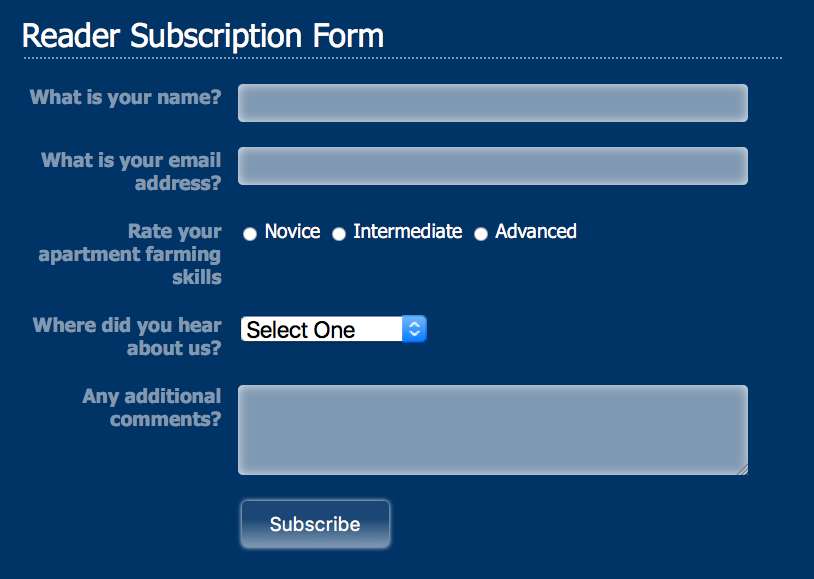 Reader Subscription Form
What is your name?
What is your email
address?
Rate your
apartment farming
skills
Novice Intermediate Advanced
Where did you hear
about us?
Select One
Any additional
comments?
Subscribe